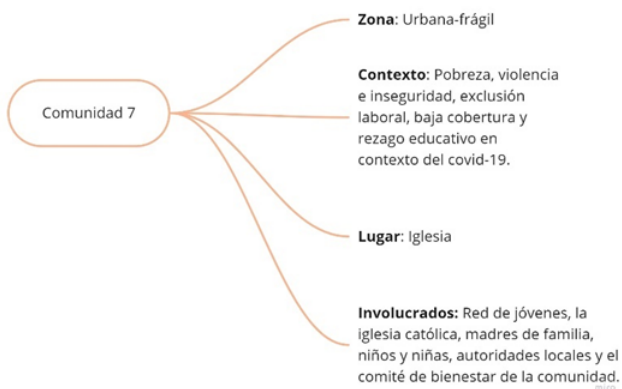 Comunidad 7
Zona: Urbana-frágil
Contexto: Pobreza, violencia
e inseguridad, exclusión
laboral, baja cobertura y
rezago educativo en
contexto del covid-19.
Lugar: Iglesia
Involucrados: Red de jóvenes, la
iglesia católica, madres de familia,
niños y niñas, autoridades locales y el
comité de bienestar de la comunidad.
miro